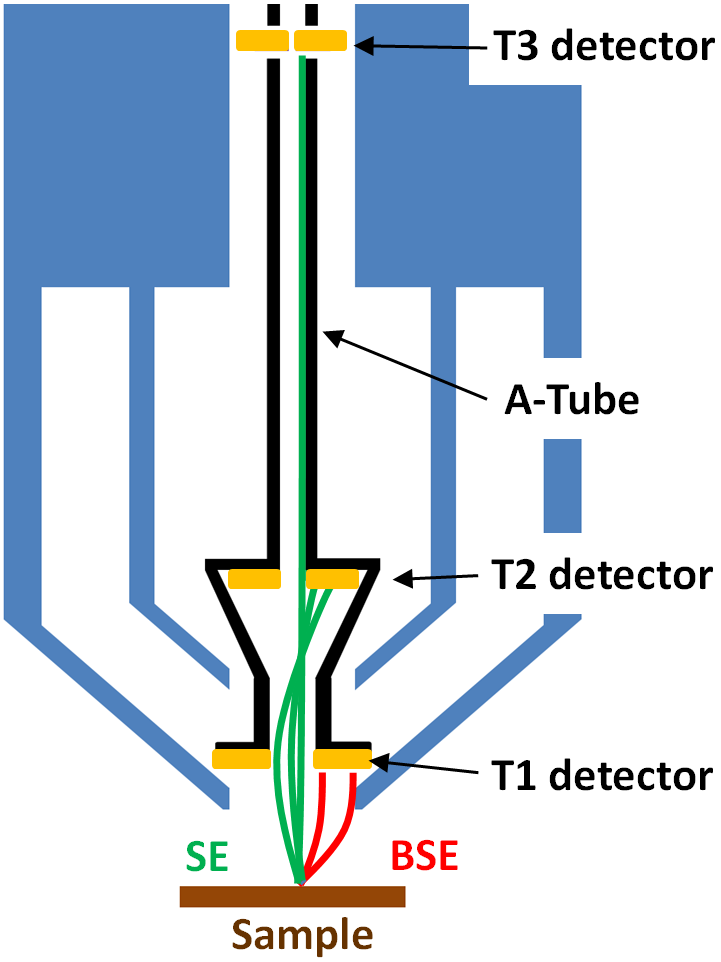 T3 detector
A-Tube
T2 detector
T1 detector
SE
BSE
Sample